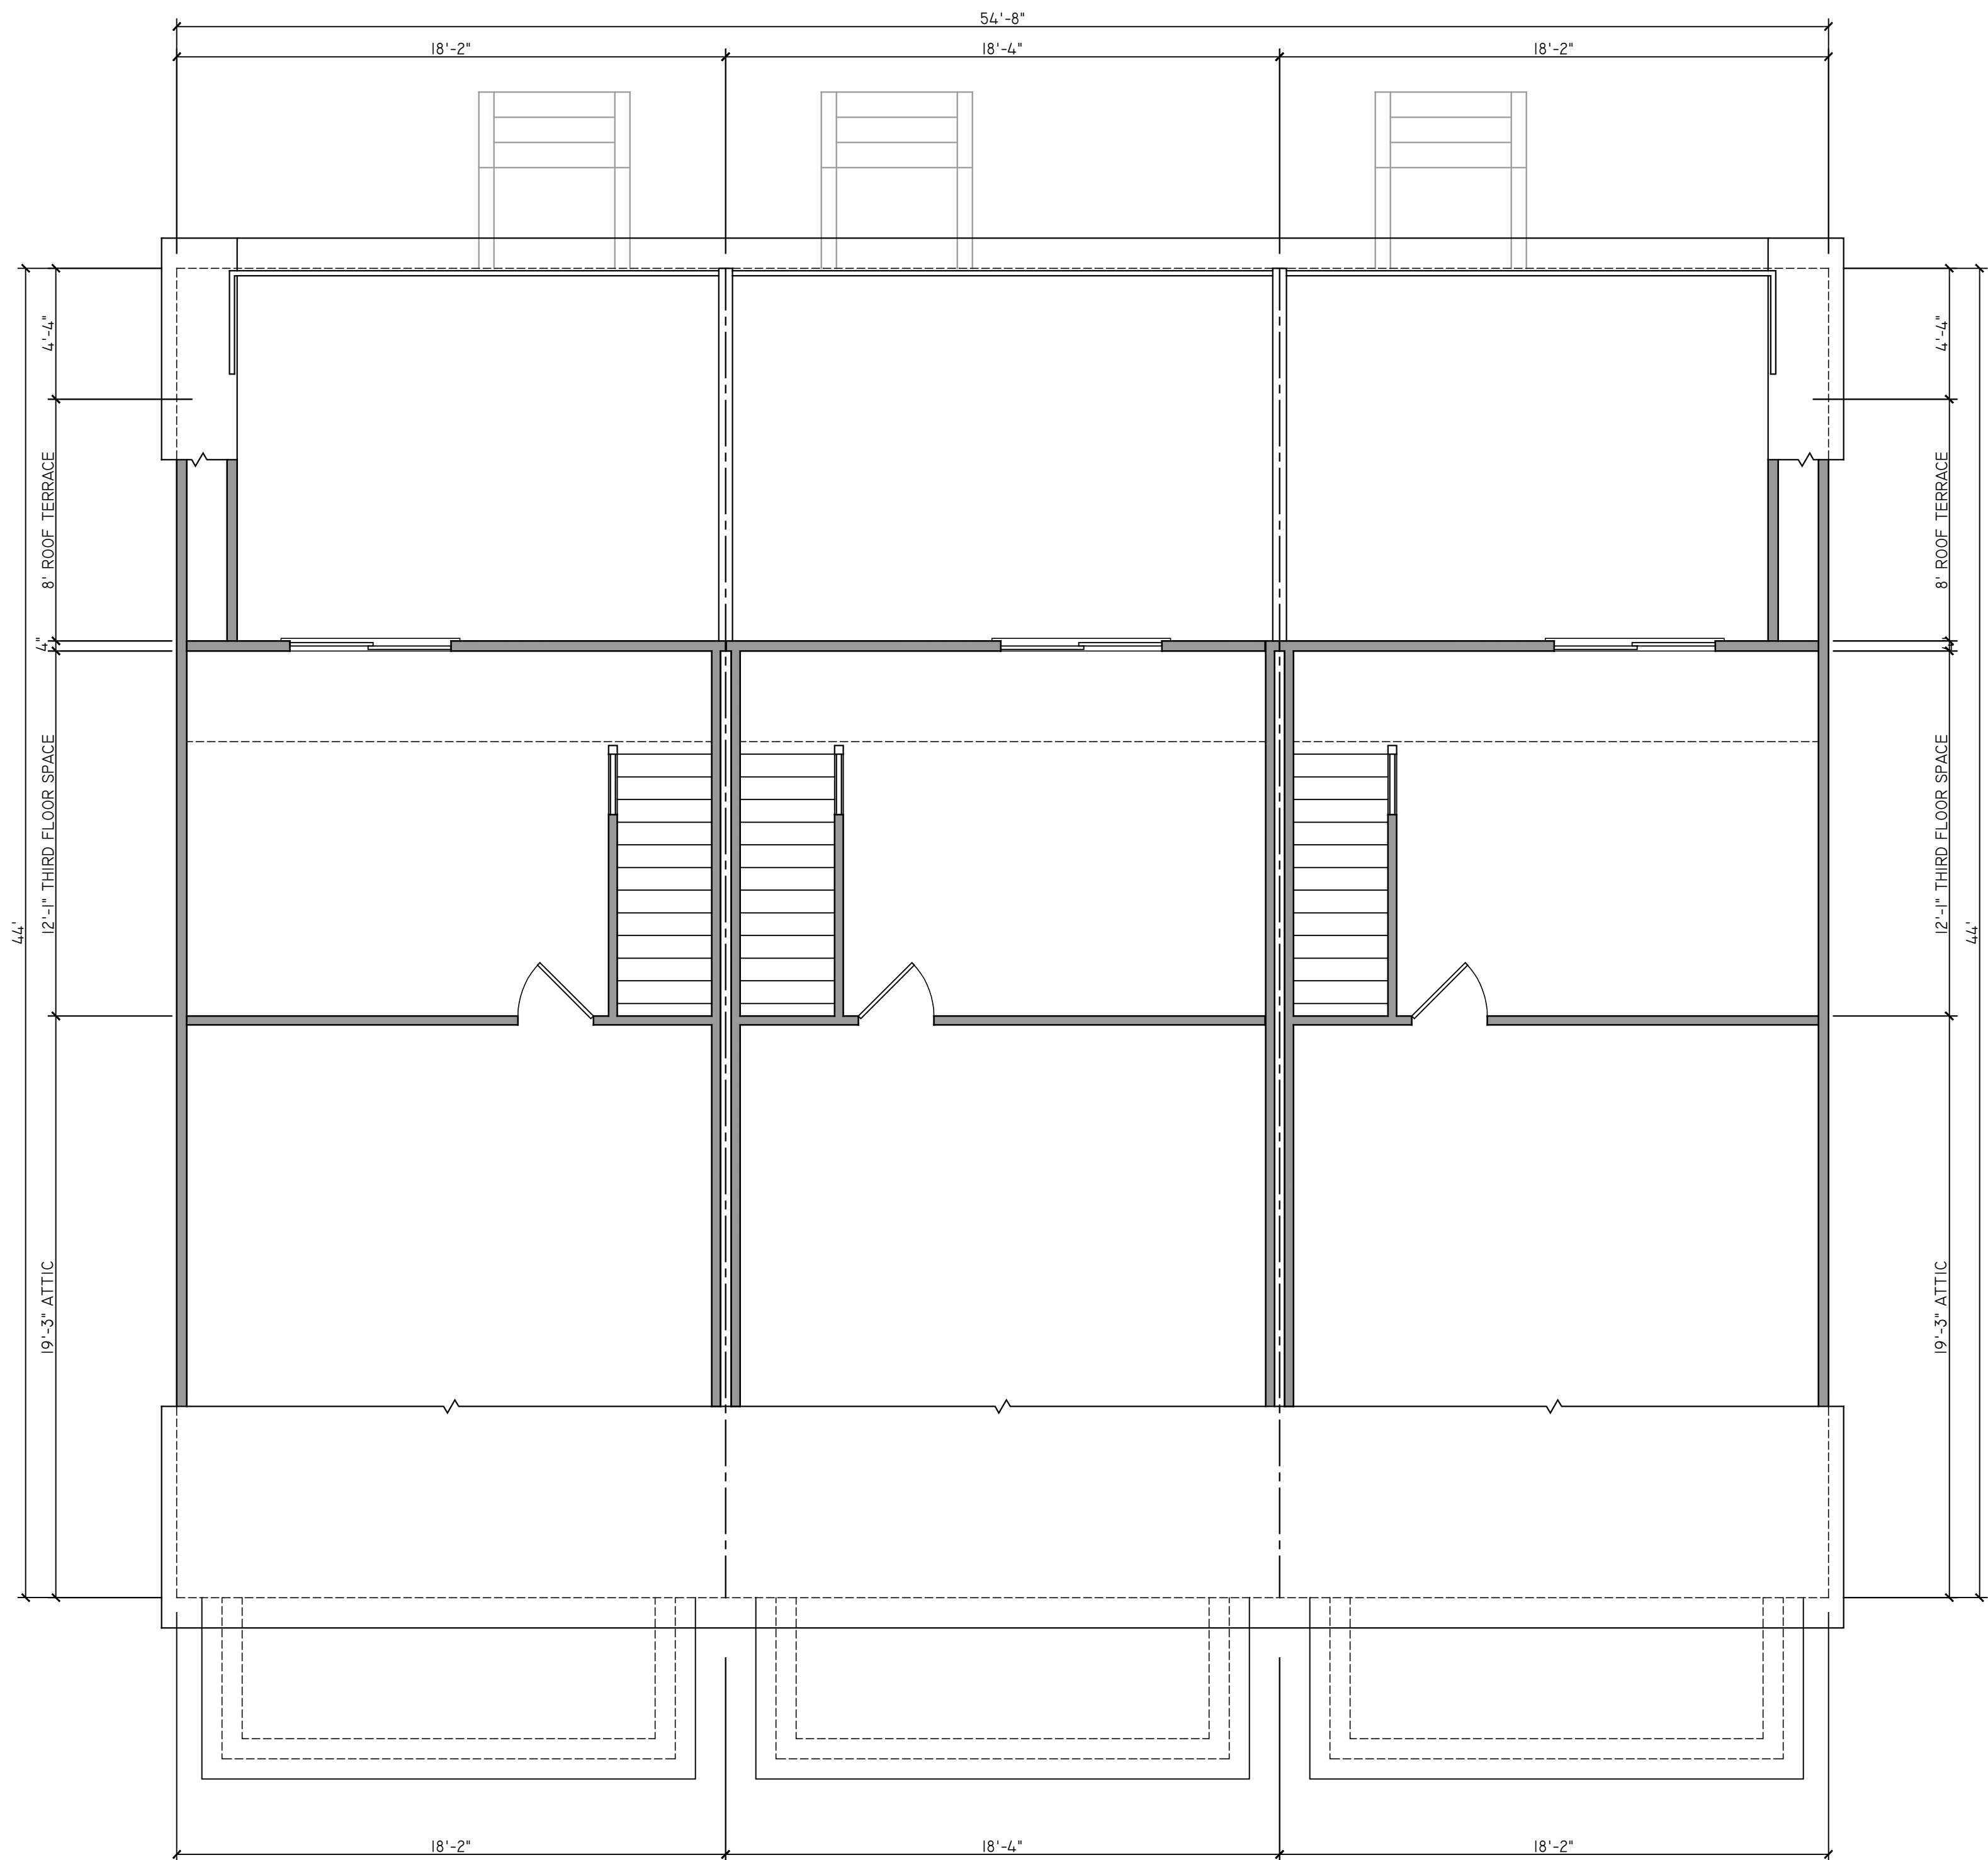 54'-8"
18'-2"
18'-4"
18'-2"
4'-4"
8' ROOF TERRACE
4"
12'-1" THIRD FLOOR SPACE
44'
19'-3" ATTIC
4'-4"
8' ROOF TERRACE
12'-1" THIRD FLOOR SPACE
44'
19'-3" ATTIC
18'-2"
18'-4"
18'-2"